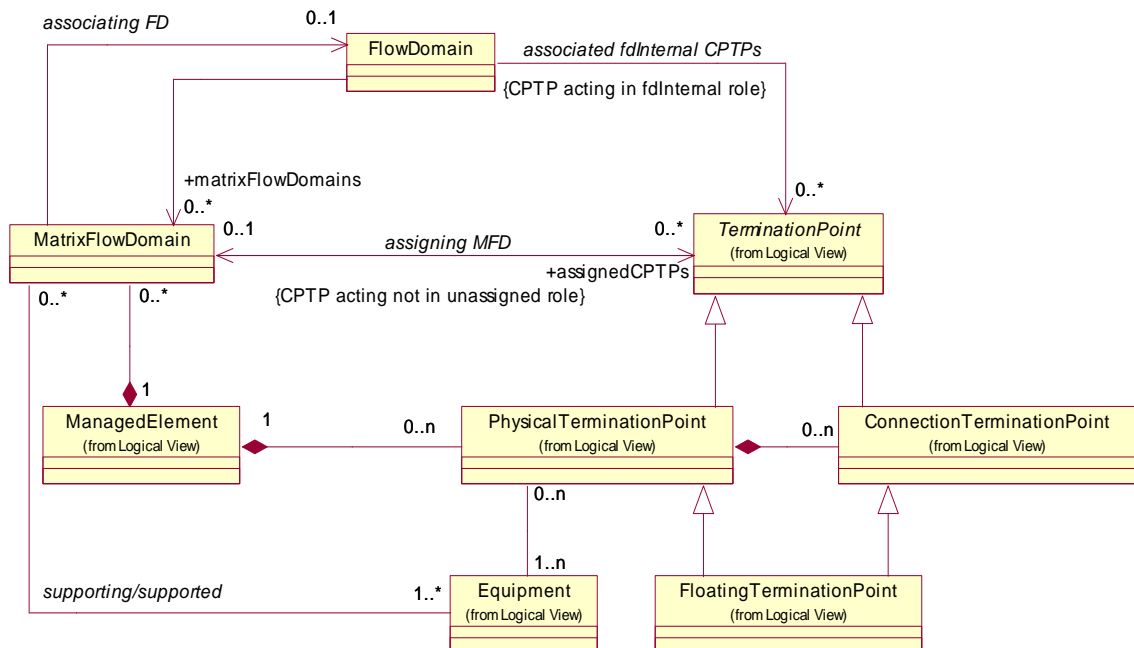 associating FD
0..1
FlowDomain
associated fdInternal CPTPs
{CPTP acting in fdInternal role}
+matrixFlowDomains
0..*
0..*
MatrixFlowDomain
0..1
assigning MFD
0..*
TerminationPoint
(from Logical View)
+assignedCPTPs
{CPTP acting not in unassigned role}
0..*
0..*
1
ManagedElement
(from Logical View)
1
0..n
PhysicalTerminationPoint
(from Logical View)
0..n
ConnectionTerminationPoint
(from Logical View)
0..n
1..n
supporting/supported
1..*
Equipment
(from Logical View)
FloatingTerminationPoint
(from Logical View)